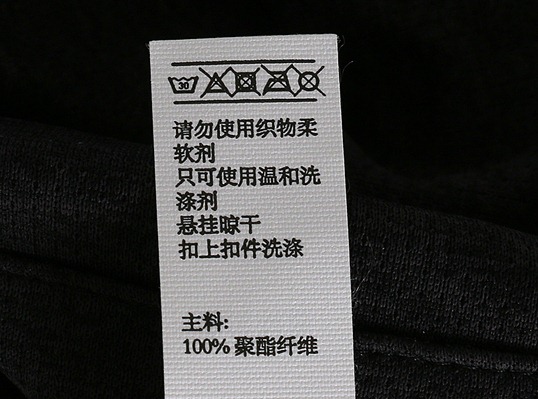 30
请勿使用织物柔
软剂
只可使用温和洗
涤剂
悬挂晾干
扣上扣件洗涤
主料:
100% 聚酯纤维